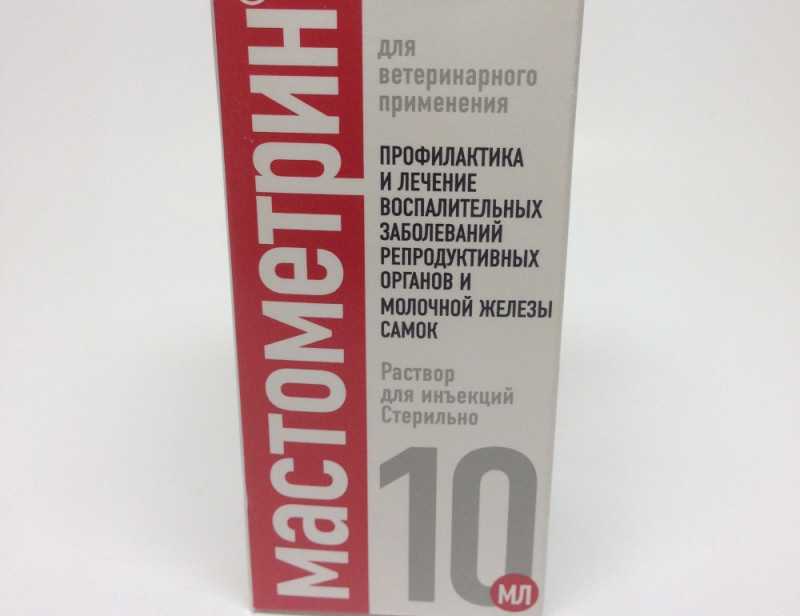 мастометрин®
для
ветеринарного
применения
ПРОФИЛАКТИКА
И ЛЕЧЕНИЕ
ВОСПАЛИТЕЛЬНЫХ
ЗАБОЛЕВАНИЙ
РЕПРОДУКТИВНЫХ
ОРГАНОВ И
МОЛОЧНОЙ ЖЕЛЕЗЫ
САМОК
Раствор
для инъекций
Стерильно
10
МЛ